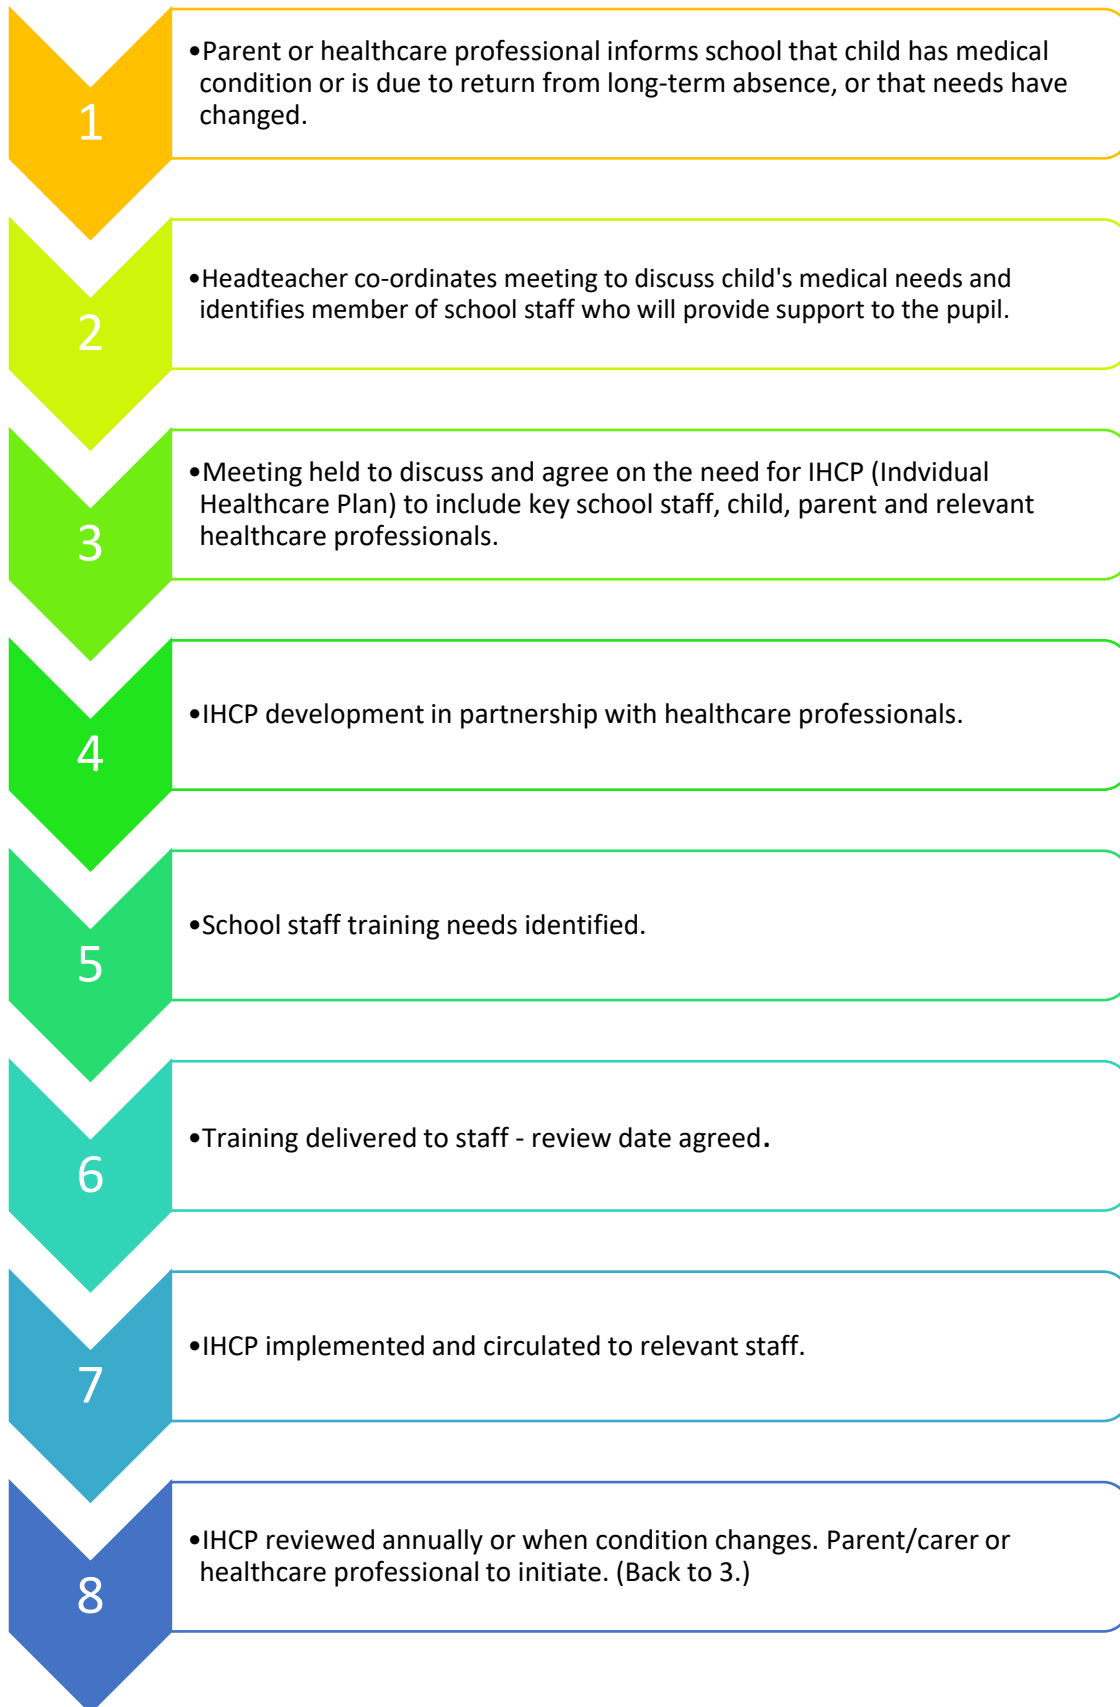 1
•Parent or healthcare professional informs school that child has medical
condition or is due to return from long-term absence, or that needs have
changed.
2
•Headteacher co-ordinates meeting to discuss child's medical needs and
identifies member of school staff who will provide support to the pupil.
3
•Meeting held to discuss and agree on the need for IHCP (Indvidual
Healthcare Plan) to include key school staff, child, parent and relevant
healthcare professionals.
4
•IHCP development in partnership with healthcare professionals.
5
•School staff training needs identified.
6
•Training delivered to staff - review date agreed.
7
•IHCP implemented and circulated to relevant staff.
8
•IHCP reviewed annually or when condition changes. Parent/carer or
healthcare professional to initiate. (Back to 3.)